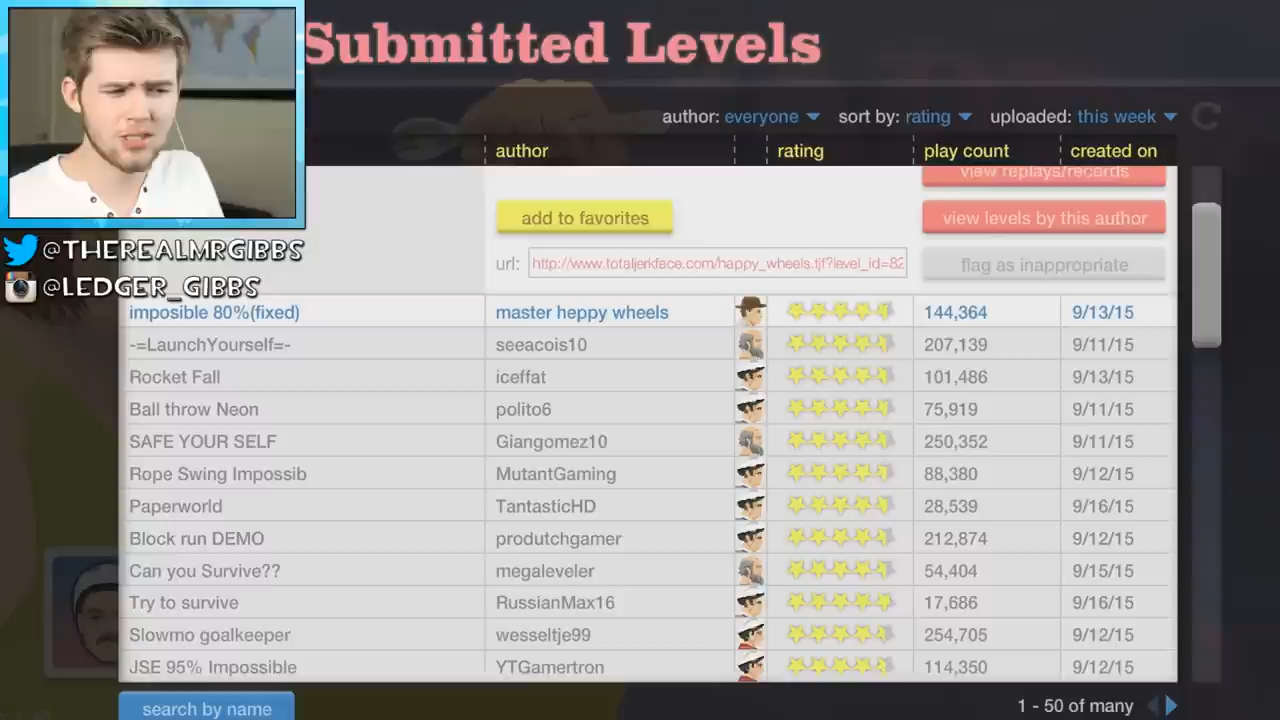 Submitted Levels
author: everyone sort by: rating uploaded: this week
author rating play count created on
view replays/records
add to favorites view levels by this author
url: http://www.totaljerkface.com/happy_wheels.tjf?level_id=82 flag as inappropriate
@THEREALMRGIBBS
@LEDGER_GIBBS
imposible 80%(fixed) master heppy wheels 144,364 9/13/15
-=LaunchYourself=- seeacois10 207,139 9/11/15
Rocket Fall iceffat 101,486 9/13/15
Ball throw Neon polito6 75,919 9/11/15
SAFE YOUR SELF Giangomez10 250,352 9/11/15
Rope Swing Impossib MutantGaming 88,380 9/12/15
Paperworld TantasticHD 28,539 9/16/15
Block run DEMO produtchgamer 212,874 9/12/15
Can you Survive?? megaleveler 54,404 9/15/15
Try to survive RussianMax16 17,686 9/16/15
Slowmo goalkeeper wesseltje99 254,705 9/12/15
JSE 95% Impossible YTGamertron 114,350 9/12/15
search by name 1 - 50 of many